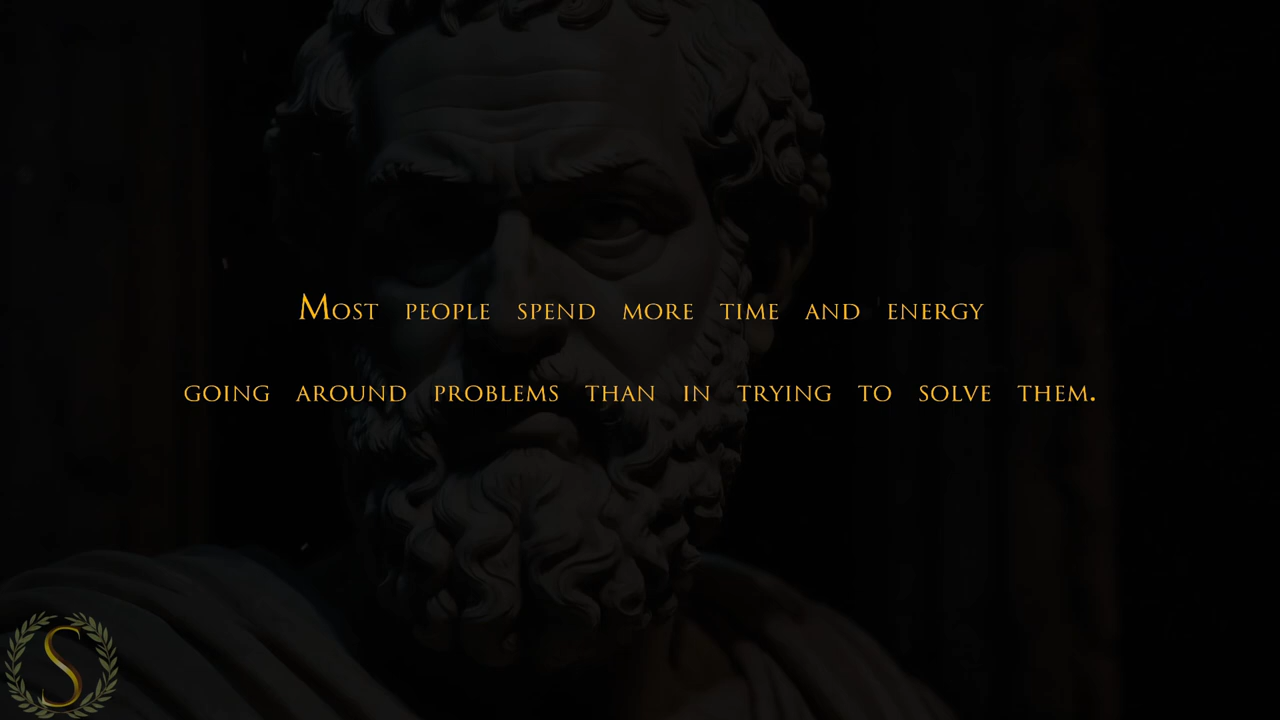 Most people spend more time and energy
going around problems than in trying to solve them.
S